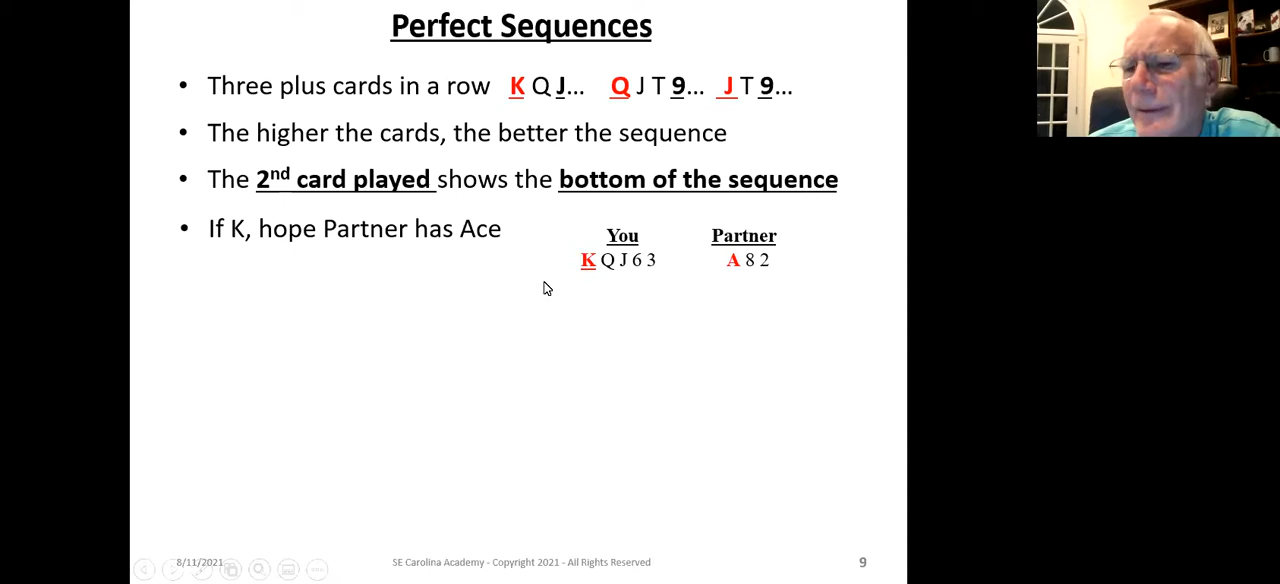 Perfect Sequences
• Three plus cards in a row K Q J... Q J T 9... J T 9...
• The higher the cards, the better the sequence
• The 2nd card played shows the bottom of the sequence
• If K, hope Partner has Ace
You Partner
K Q J 6 3 A 8 2
8/11/2021 SE Carolina Academy - Copyright 2021 - All Rights Reserved 9